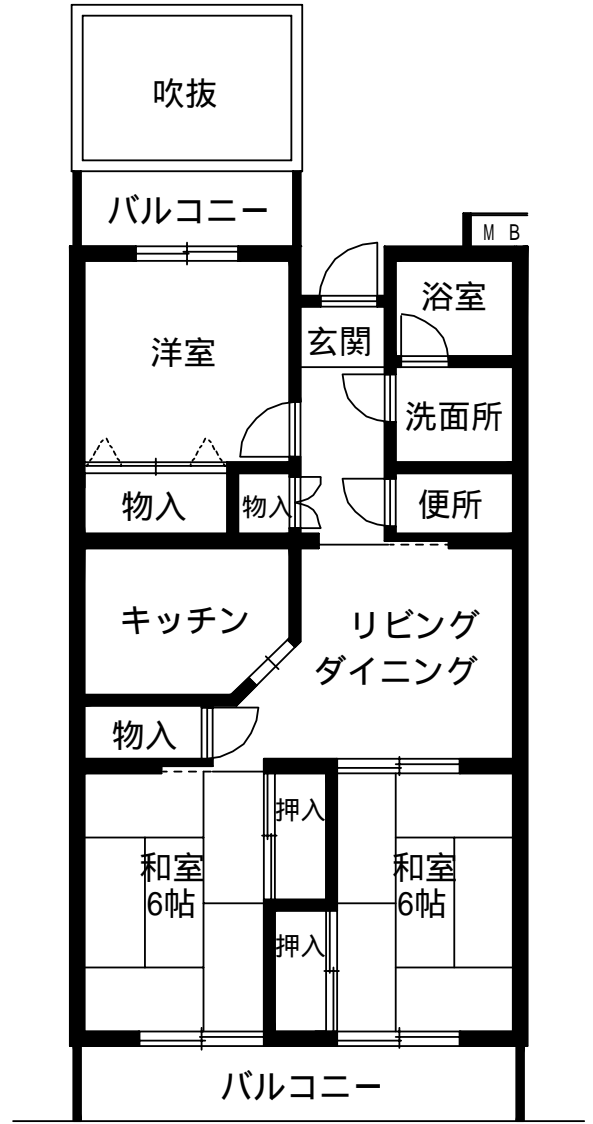 吹抜
バルコニー
M B
浴室
玄関
洋室
洗面所
物入
物入
便所
キッチン
リビング
ダイニング
物入
押入
和室
6帖
和室
6帖
押入
バルコニー